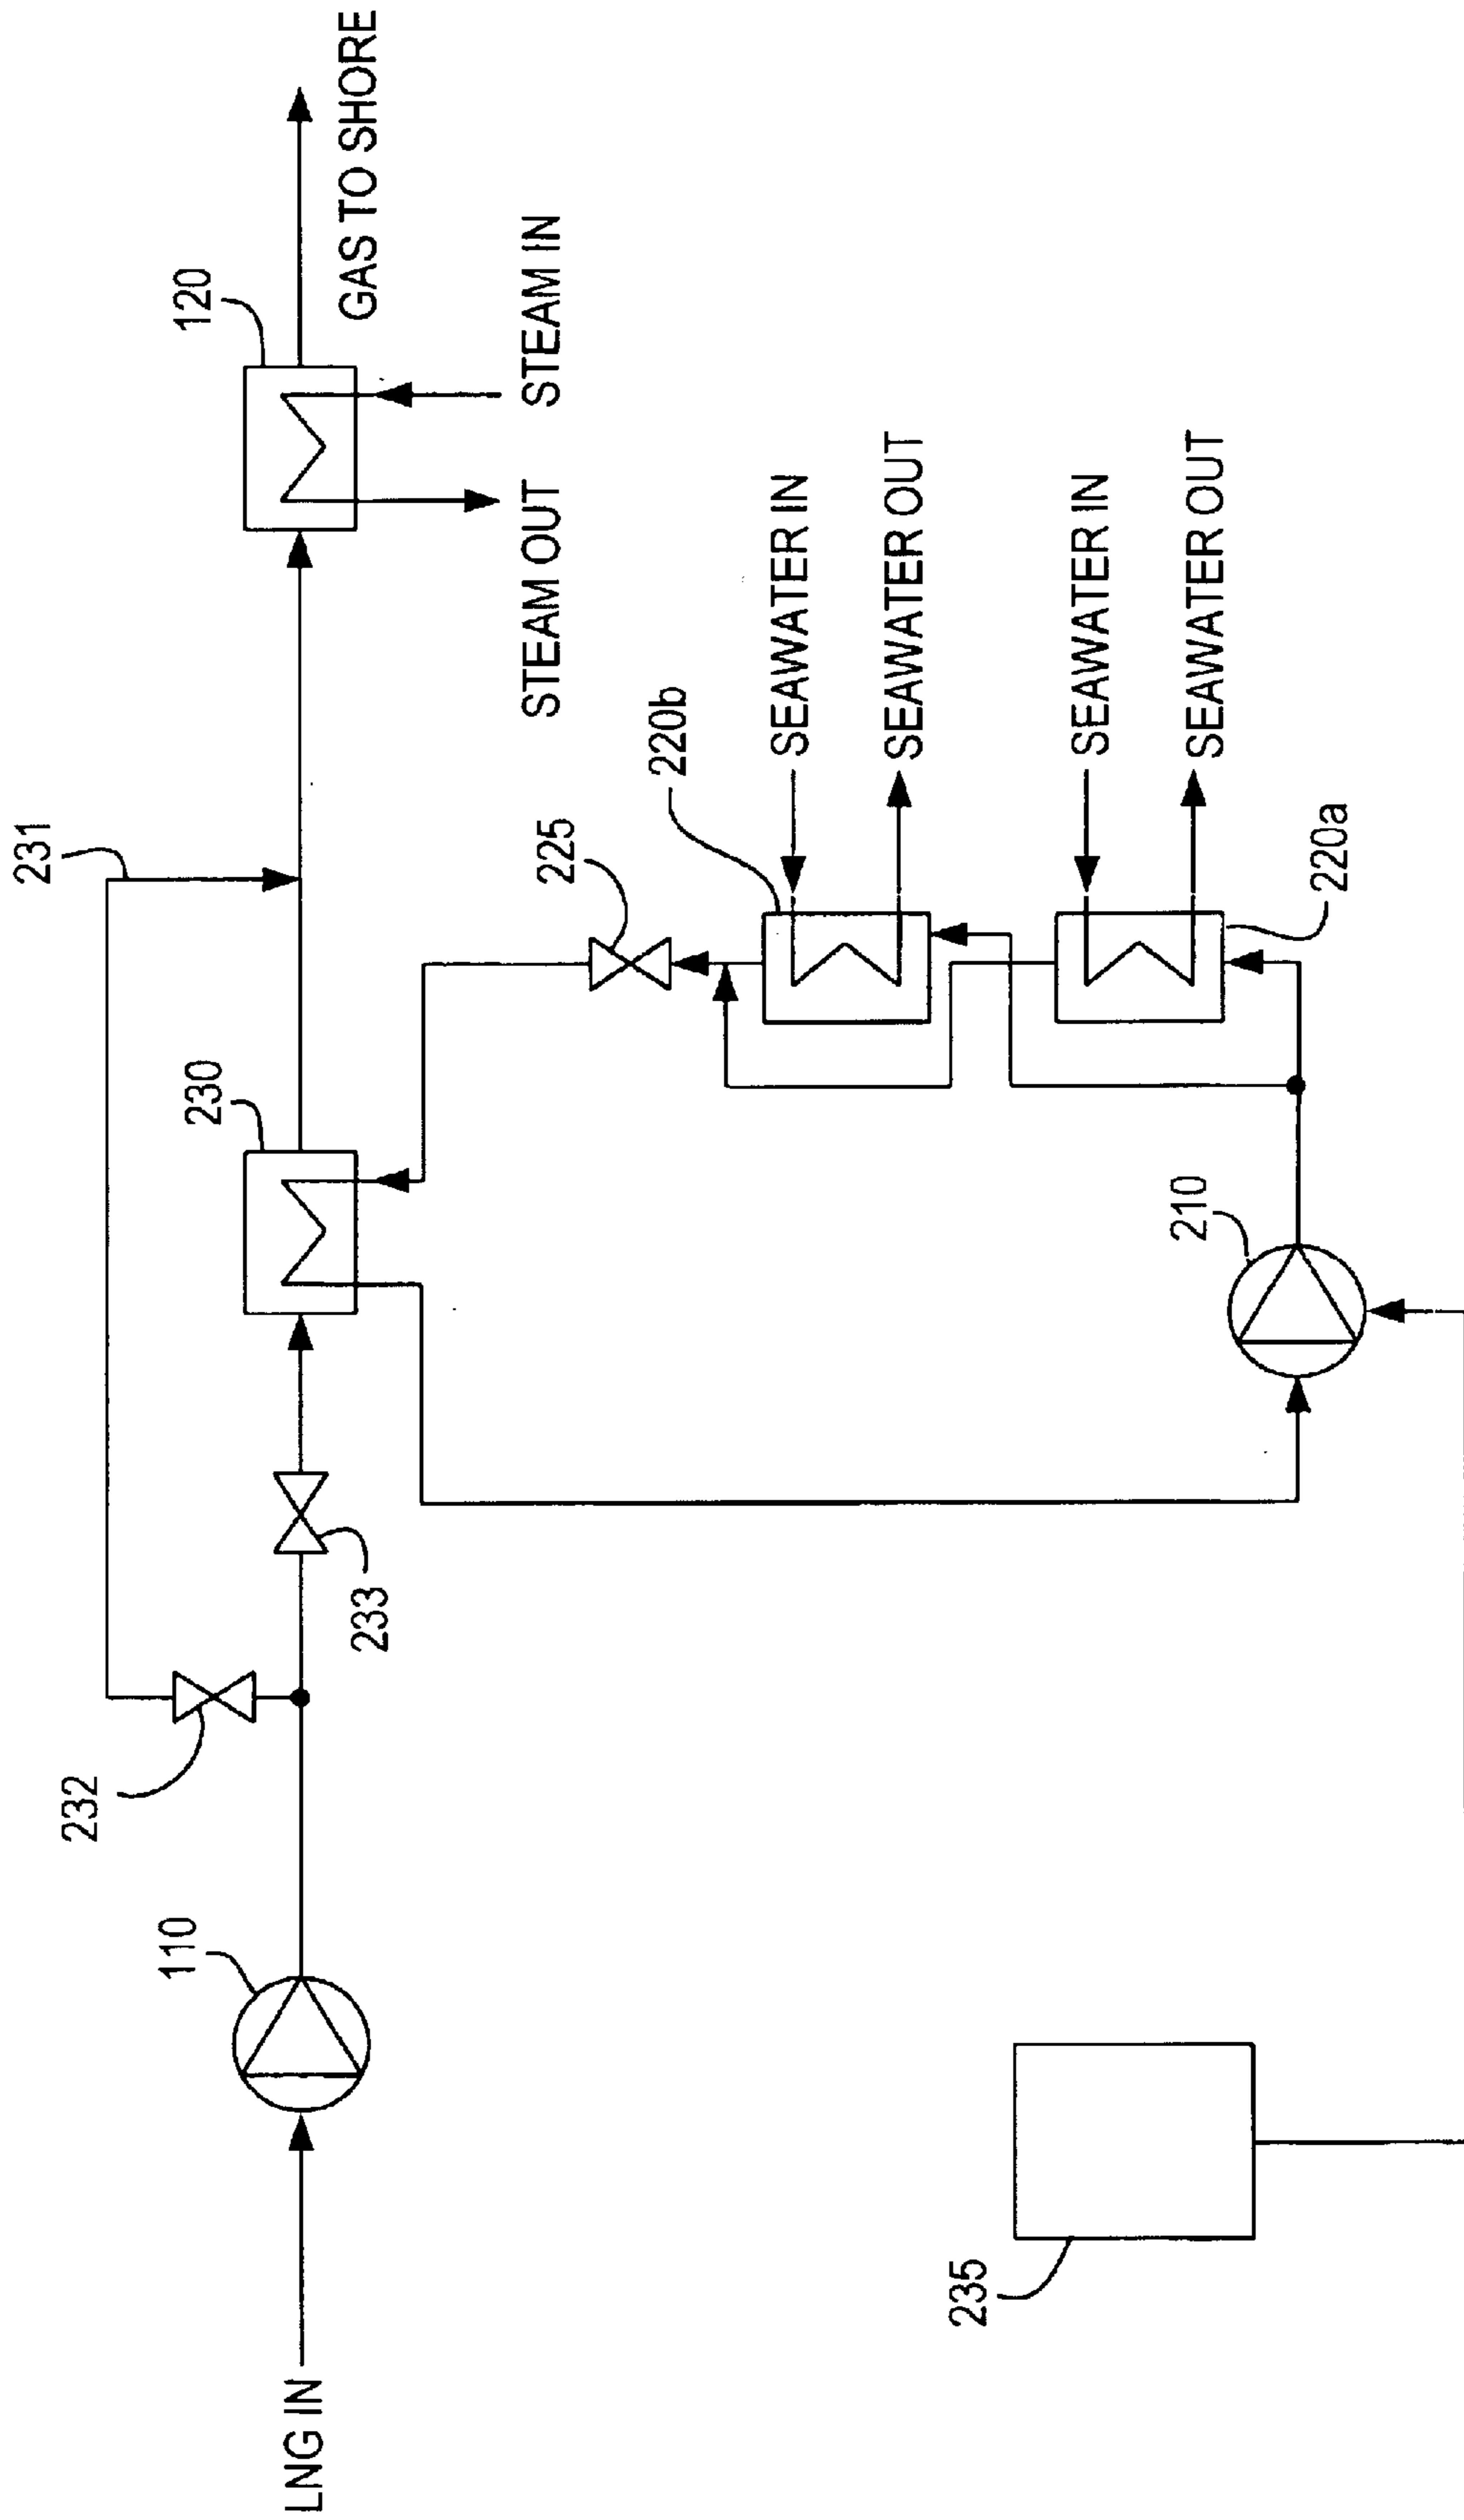 LNG IN
110
232
233
231
230
120
GAS TO SHORE
STEAM OUT
STEAM IN
225
220b
SEAWATER IN
SEAWATER OUT
SEAWATER IN
SEAWATER OUT
220a
210
235